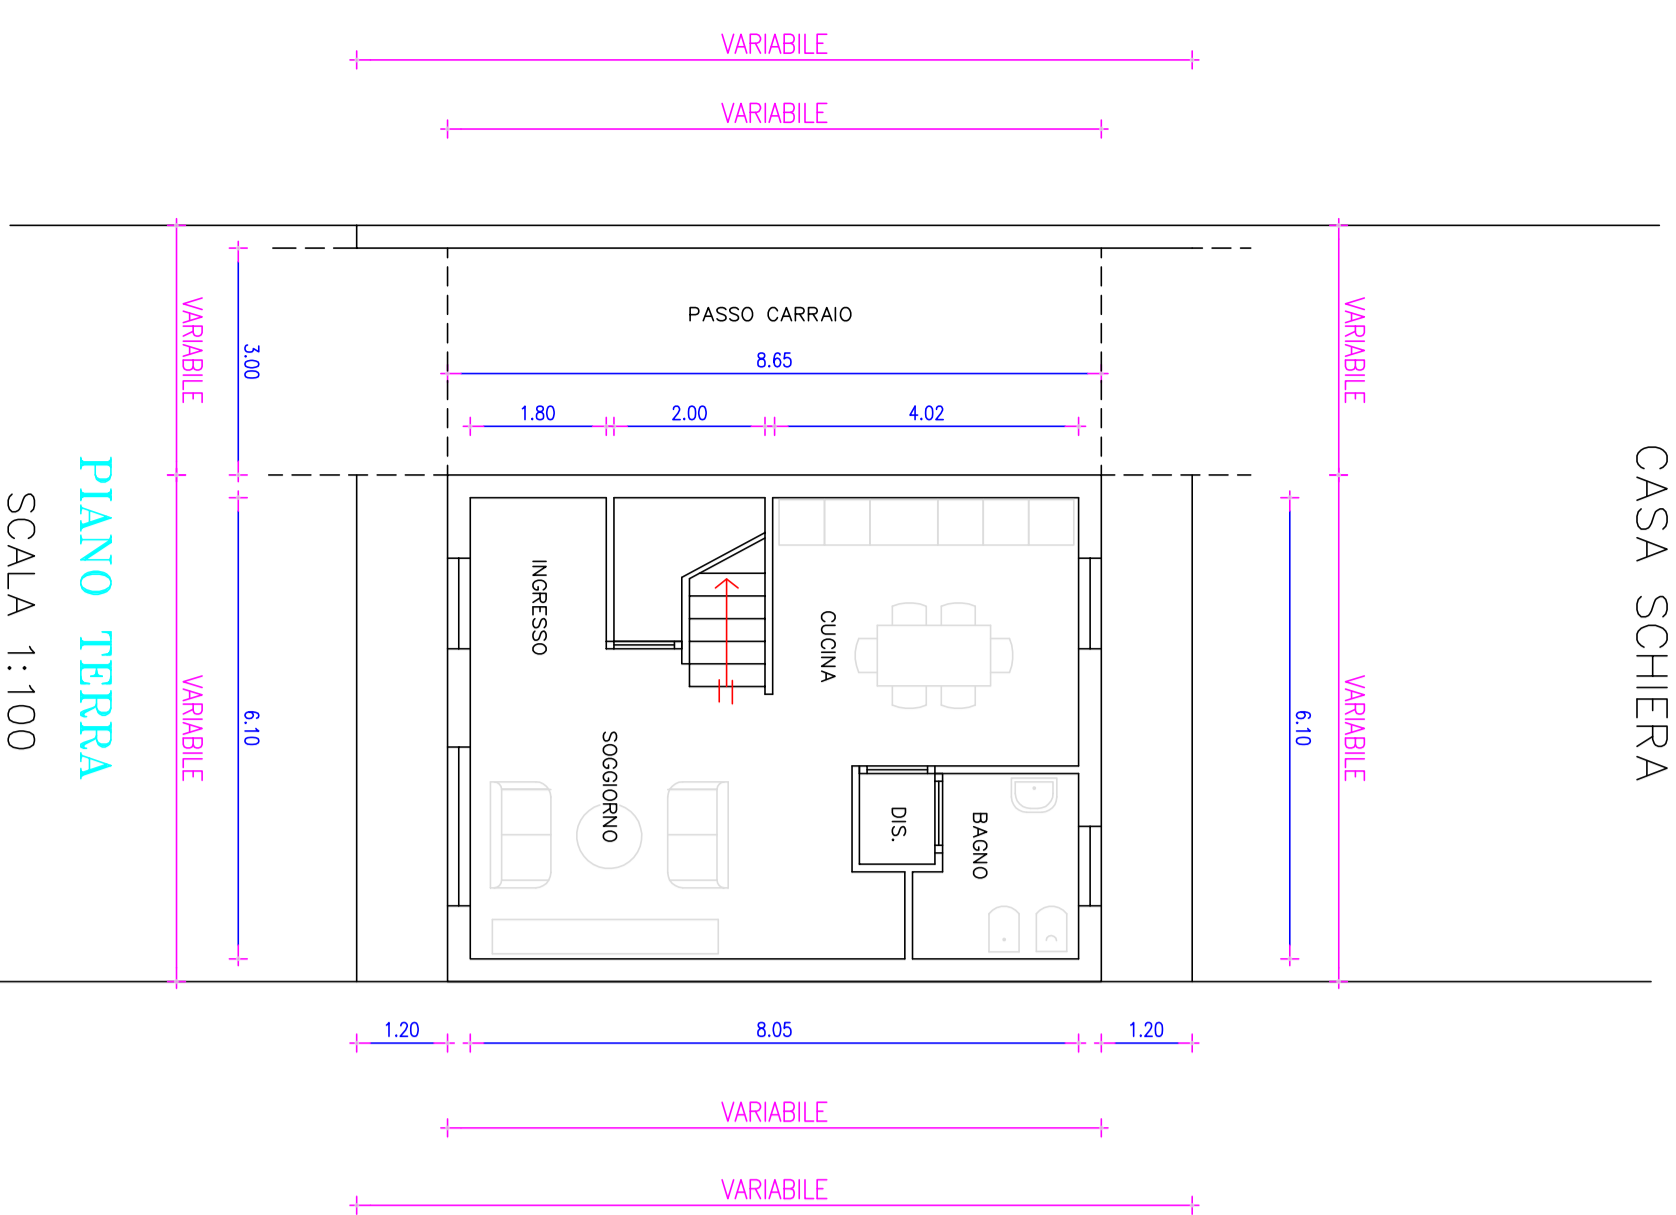 VARIABILE
VARIABILE
CASA SCHIERA
VARIABILE
VARIABILE
PASSO CARRAIO
3.00
8.65
1.80
2.00
4.02
PIANO TERRA
SCALA 1:100
INGRESSO
CUCINA
VARIABILE
VARIABILE
6.10
6.10
SOGGIORNO
DIS.
BAGNO
1.20
8.05
1.20
VARIABILE
VARIABILE